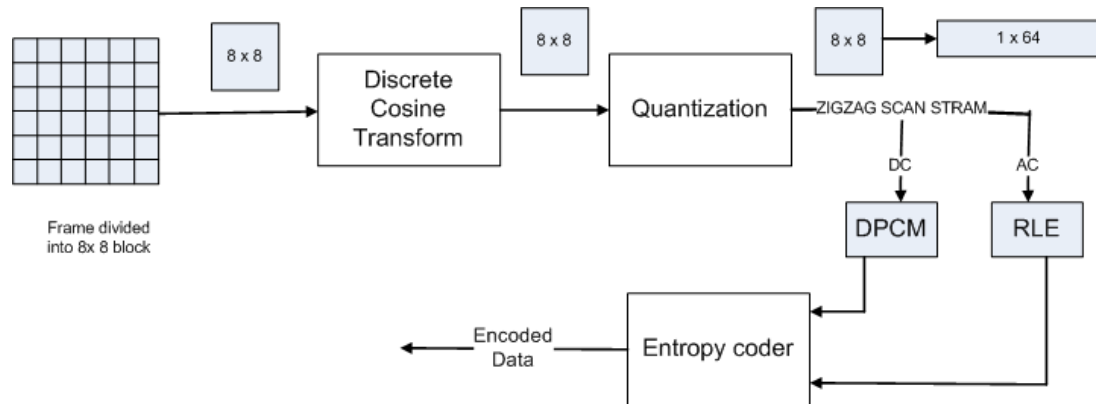 8 x 8
8 x 8
8 x 8
1 x 64
Discrete
Cosine
Transform
Quantization
ZIGZAG SCAN STRAM
DC
AC
Frame divided
into 8x 8 block
DPCM
RLE
Encoded
Data
Entropy coder